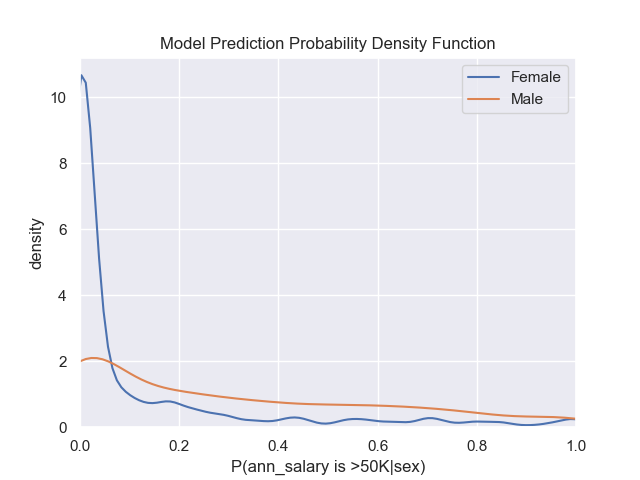 Model Prediction Probability Density Function
Female
Male
density
10
8
6
4
2
0
0.0 0.2 0.4 0.6 0.8 1.0
P(ann_salary is >50K|sex)